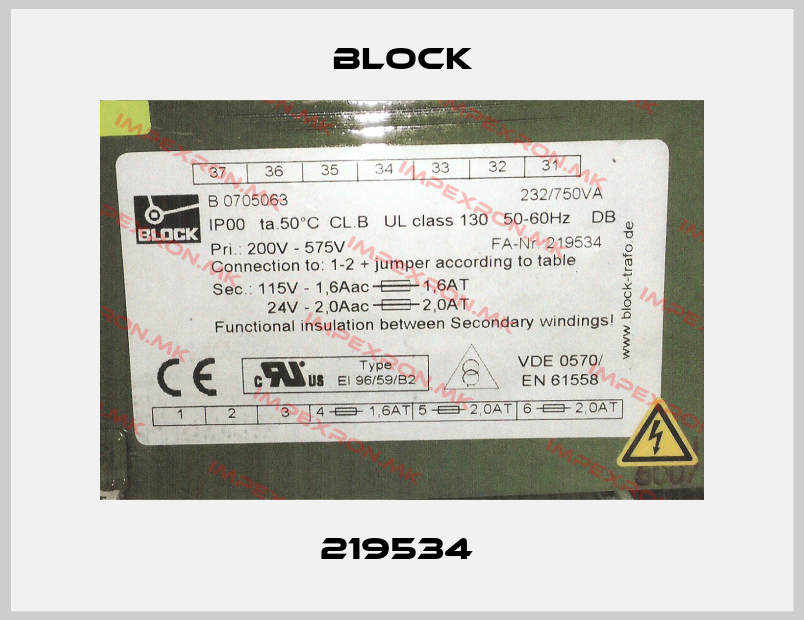 BLOCK
37 36 35 34 33 32 31
B 0705063 232/750VA
BLOCK
IP00 ta.50°C CL.B UL class 130 50-60Hz DB
Pri.: 200V - 575V FA-Nr. 219534
Connection to: 1-2 + jumper according to table
Sec.: 115V - 1,6Aac 1,6AT
24V - 2,0Aac 2,0AT
Functional insulation between Secondary windings!
www.block-trafo.de
CE
c RU US Type
EI 96/59/B2
VDE 0570/
EN 61558
1 2 3 4 1,6AT 5 2,0AT 6 2,0AT
IMPEXRON.MK
219534